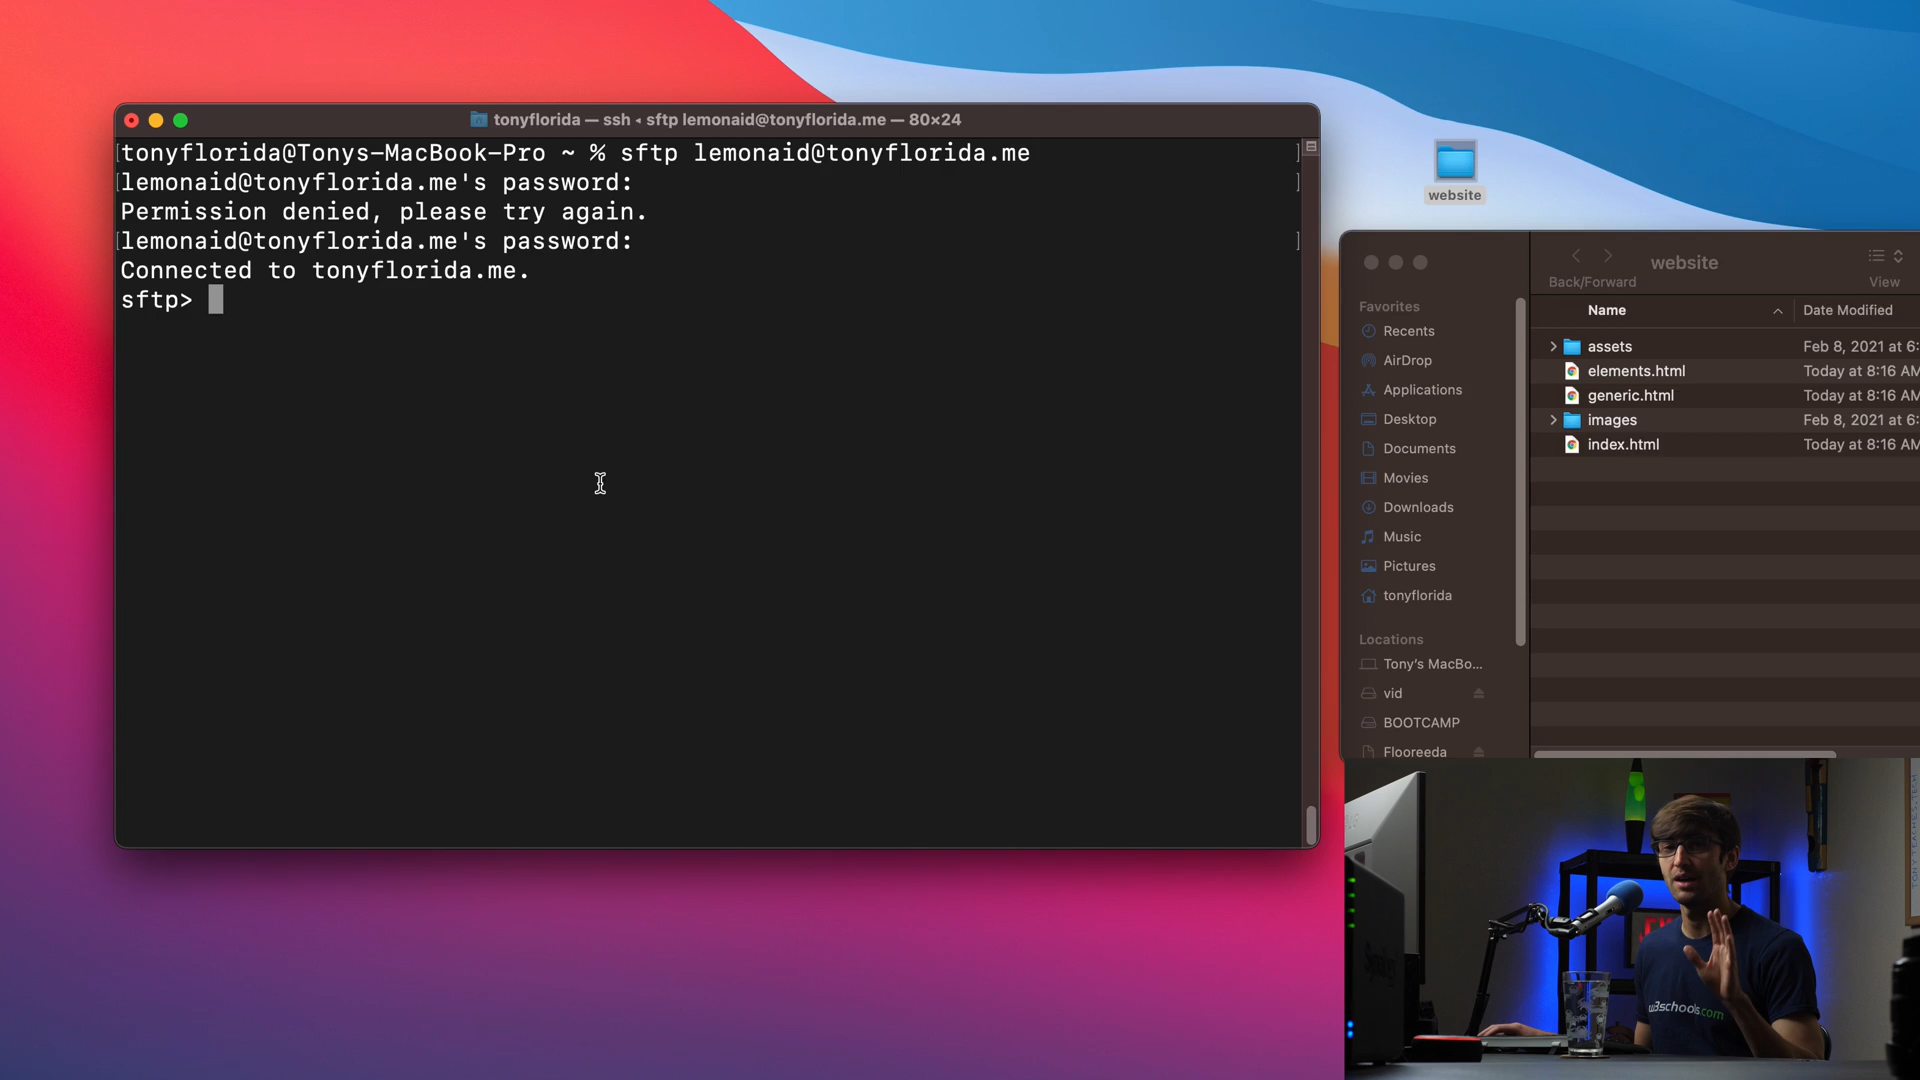 tonyflorida — ssh ◂ sftp lemonaid@tonyflorida.me — 80×24
tonyflorida@Tonys-MacBook-Pro ~ % sftp lemonaid@tonyflorida.me
lemonaid@tonyflorida.me's password:
Permission denied, please try again.
lemonaid@tonyflorida.me's password:
Connected to tonyflorida.me.
sftp>
website
website
Back/Forward
View
Favorites
Recents
AirDrop
Applications
Desktop
Documents
Movies
Downloads
Music
Pictures
tonyflorida
Locations
Tony's MacBo...
vid
BOOTCAMP
Flooreeda
Name Date Modified
assets Feb 8, 2021 at 6:
elements.html Today at 8:16 AM
generic.html Today at 8:16 AM
images Feb 8, 2021 at 6:
index.html Today at 8:16 AM
w3schools.com